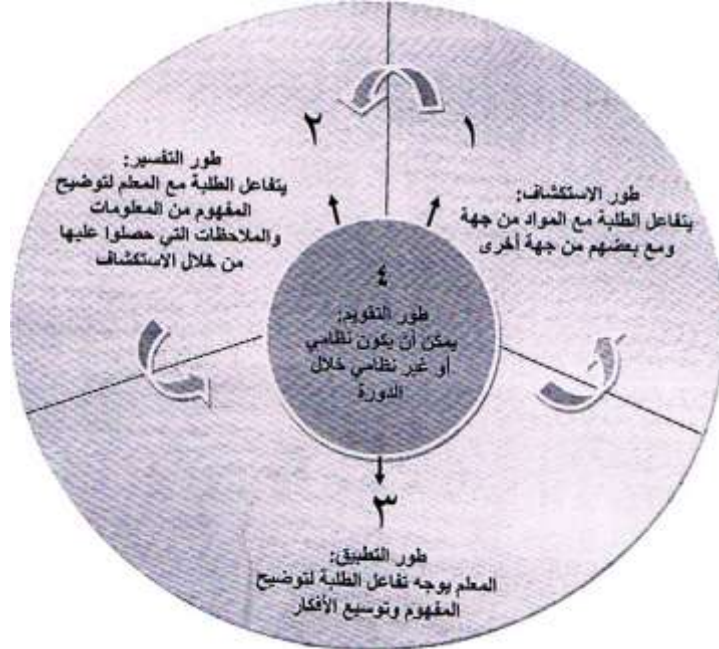 ١
طور الاستكشاف:
يتفاعل الطلبة مع المواد من جهة
ومع بعضهم من جهة أخرى
٢
طور التفسير:
يتفاعل الطلبة مع المعلم لتوضيح
المفهوم من المعلومات
والملاحظات التي حصلوا عليها
من خلال الاستكشاف
٣
طور التطبيق:
المعلم يوجه تفاعل الطلبة لتوضيح
المفهوم وتوسيع الأفكار
٤
طور التقويم:
يمكن أن يكون نظامي
أو غير نظامي خلال
الدورة